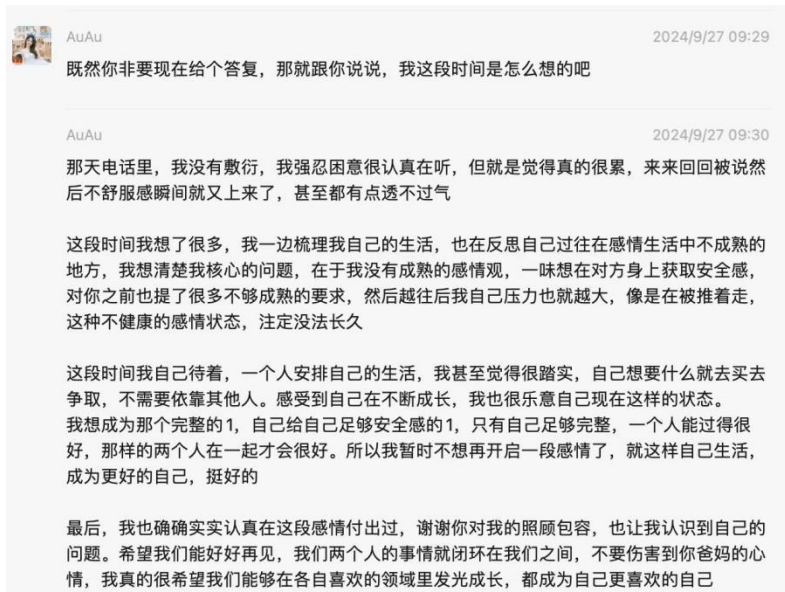 AuAu
2024/9/27 09:29
既然你非要现在给个答复，那就跟你说说，我这段时间是怎么想的吧
AuAu
2024/9/27 09:30
那天电话里，我没有敷衍，我强忍困意很认真在听，但就是觉得真的很累，来来回回被说然
后不舒服感瞬间就又上来了，甚至都有点透不过气
这段时间我想了很多，我一边梳理我自己的生活，也在反思自己过往在感情生活中不成熟的
地方，我想清楚我核心的问题，在于我没有成熟的感情观，一味想在对方身上获取安全感，
对你之前也提了很多不够成熟的要求，然后越往后我自己压力也就越大，像是在被推着走，
这种不健康的感情状态，注定没法长久
这段时间我自己待着，一个人安排自己的生活，我甚至觉得很踏实，自己想要什么就去买去
争取，不需要依靠其他人。感受到自己在不断成长，我也很乐意自己现在这样的状态。
我想成为那个完整的1，自己给自己足够安全感的1，只有自己足够完整，一个人能过得很
好，那样的两个人在一起才会很好。所以我暂时不想再开启一段感情了，就这样自己生活，
成为更好的自己，挺好的
最后，我也确确实实认真在这段感情付出过，谢谢你对我的照顾包容，也让我认识到自己的
问题。希望我们能好好再见，我们两个人的事情就闭环在我们之间，不要伤害到你爸妈的心
情，我真的很希望我们能够在各自喜欢的领域里发光成长，都成为自己更喜欢的自己